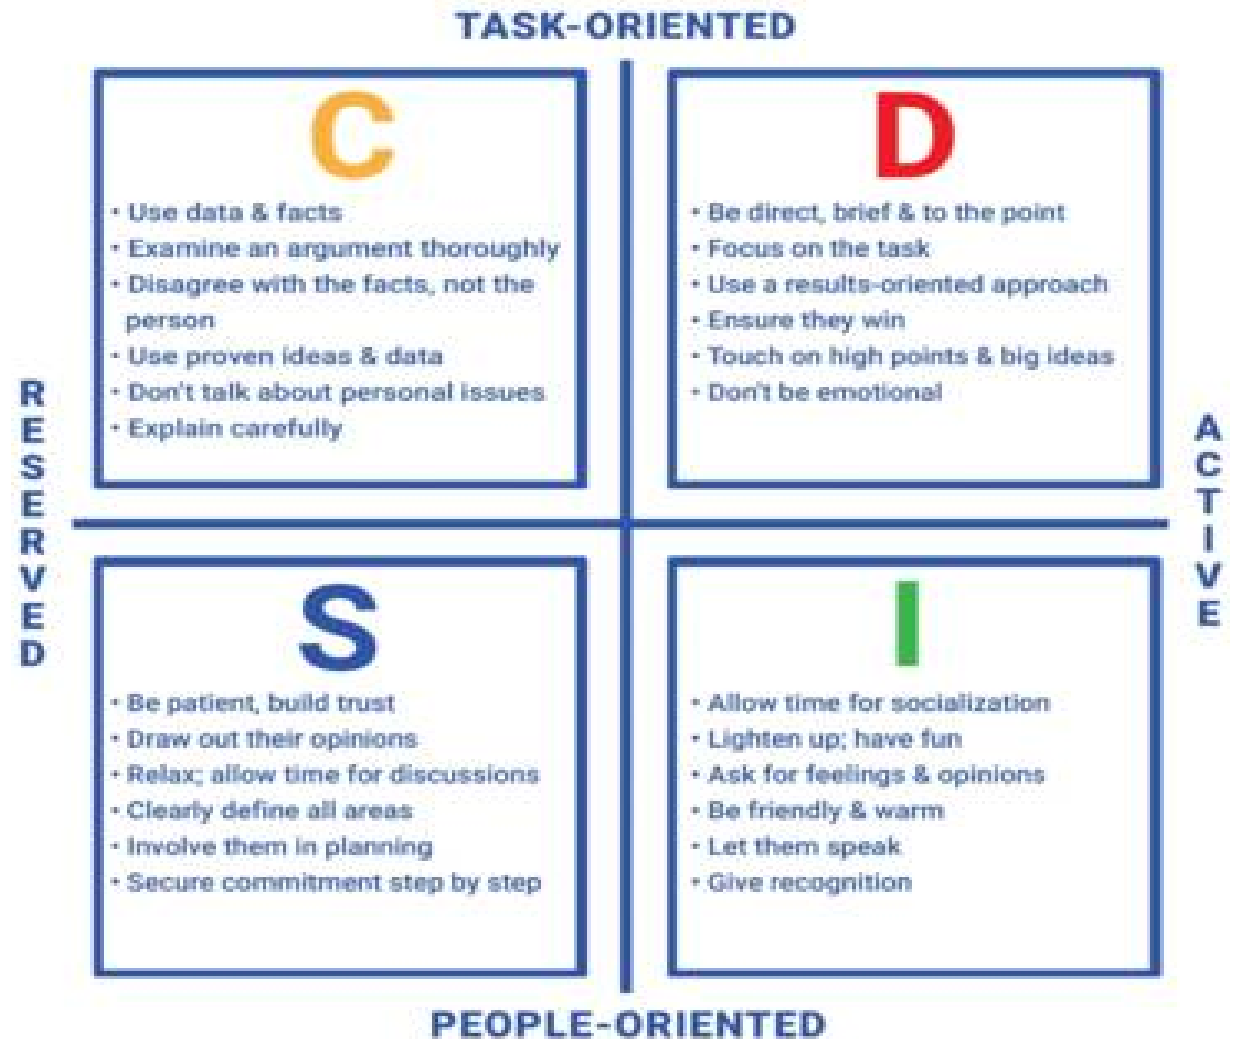 TASK-ORIENTED
C
• Use data & facts
• Examine an argument thoroughly
• Disagree with the facts, not the
person
• Use proven ideas & data
• Don't talk about personal issues
• Explain carefully
D
• Be direct, brief & to the point
• Focus on the task
• Use a results-oriented approach
• Ensure they win
• Touch on high points & big ideas
• Don't be emotional
RESERVED
ACTIVE
S
• Be patient, build trust
• Draw out their opinions
• Relax; allow time for discussions
• Clearly define all areas
• Involve them in planning
• Secure commitment step by step
I
• Allow time for socialization
• Lighten up; have fun
• Ask for feelings & opinions
• Be friendly & warm
• Let them speak
• Give recognition
PEOPLE-ORIENTED